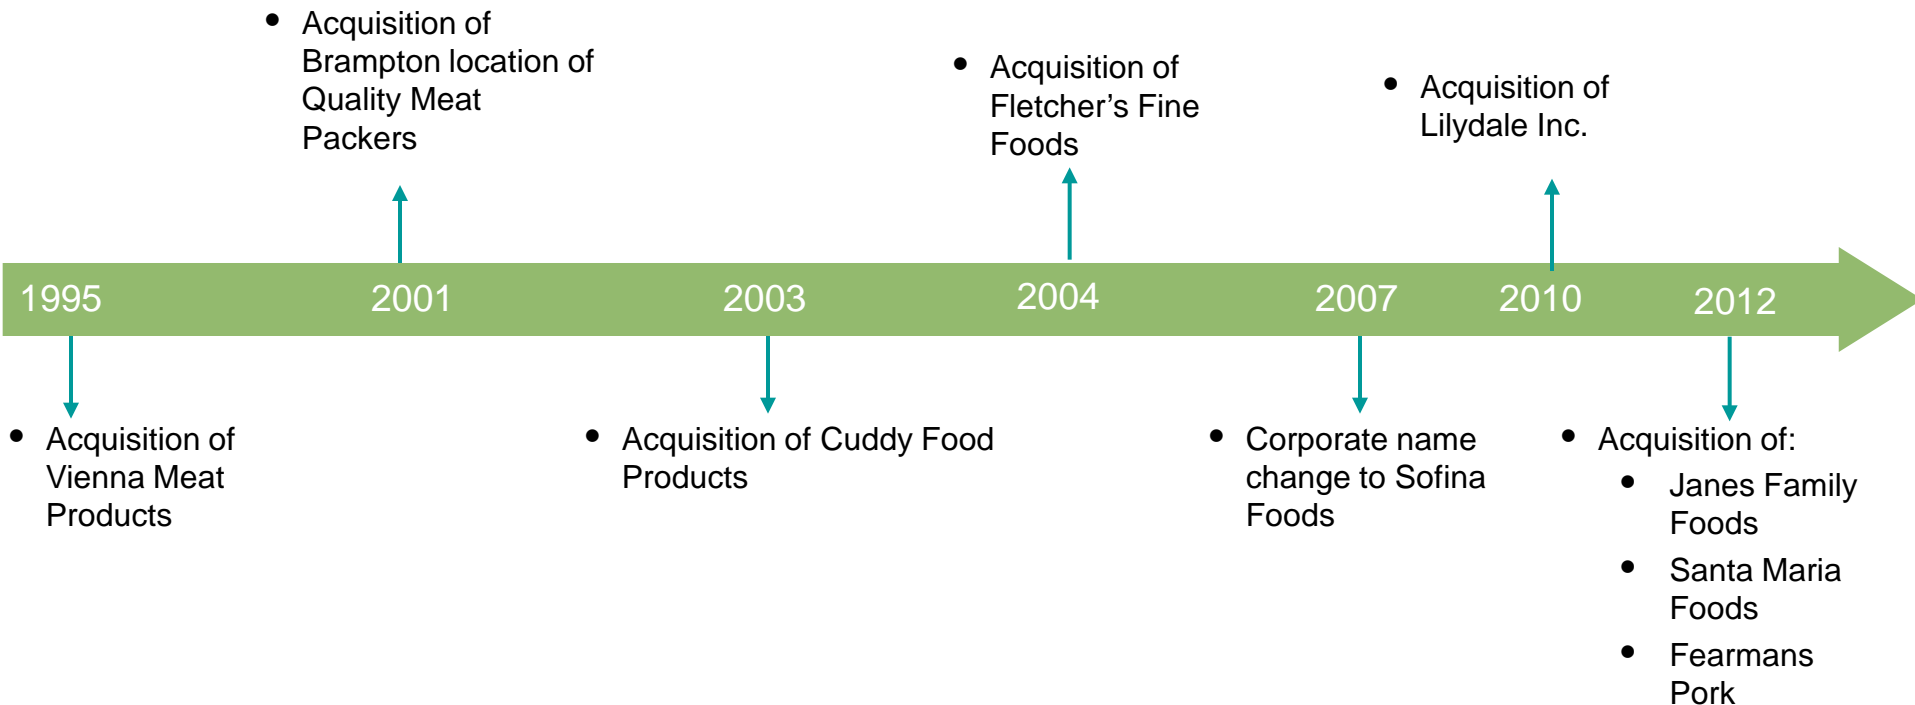 • Acquisition of
Brampton location of
Quality Meat
Packers
• Acquisition of
Fletcher’s Fine
Foods
• Acquisition of
Lilydale Inc.
1995
2001
2003
2004
2007
2010
2012
• Acquisition of
Vienna Meat
Products
• Acquisition of Cuddy Food
Products
• Corporate name
change to Sofina
Foods
• Acquisition of:
• Janes Family
Foods
• Santa Maria
Foods
• Fearmans
Pork